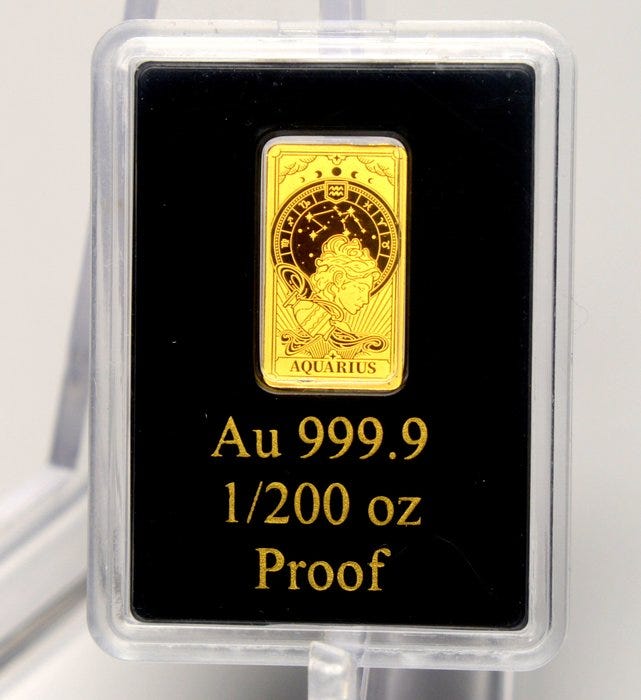 AQUARIUS
Au 999.9
1/200 oz
Proof